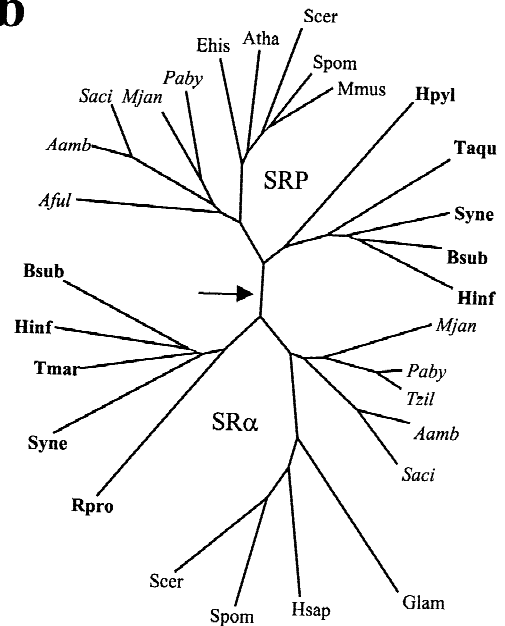 b
Scer
Ehis
Atha
Spom
Mmus
Paby
Saci
Mjan
Hpyl
Aamb
Taqu
SRP
Aful
Syne
Bsub
Bsub
Hinf
Hinf
Mjan
Tmar
Paby
Tzil
SRα
Aamb
Syne
Saci
Rpro
Scer
Glam
Spom
Hsap